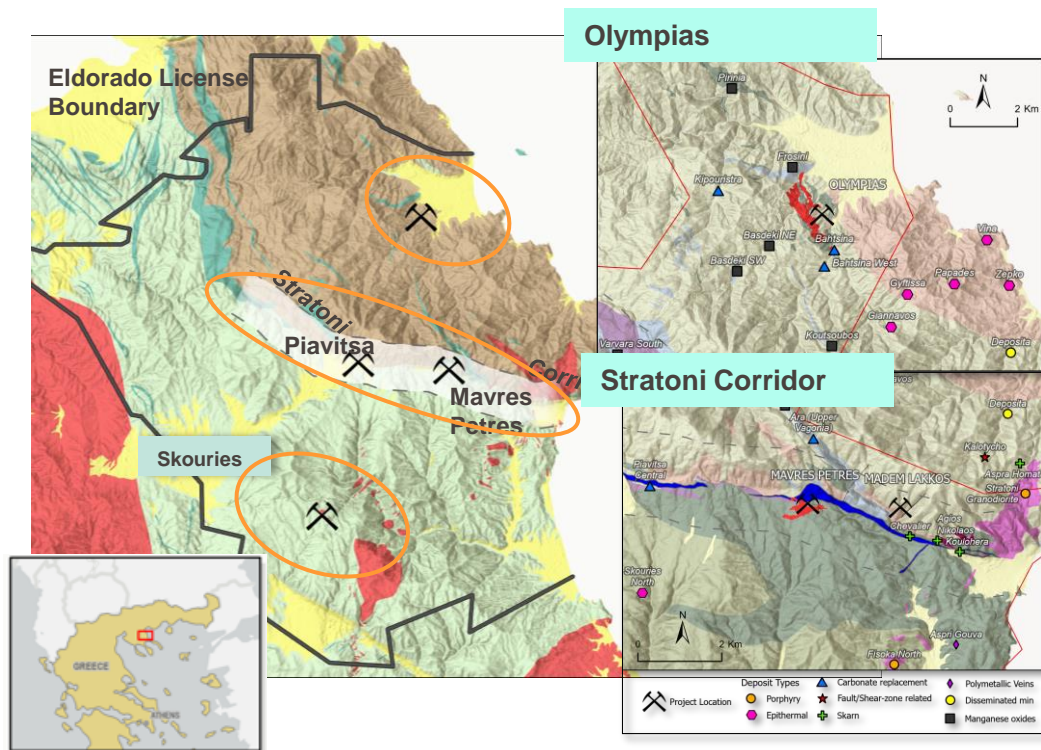 Eldorado License
Boundary
Stratoni
Corri
Piavitsa
Mavres
Petres
Skouries
GREECE
ATHENS
Olympias
N
0 2 Km
Pirinia
Frosini
Kipouristra
OLYMPIAS
Basdeki NE
Bahtsina
Basdeki SW
Bahtsina West
Vina
Papades
Zepko
Gyftissa
Giannavos
Koutsoubos
Varvara South
Deposita
Stratoni Corridor
Deposita
Ara (Upper
Vagonia)
Piavitsa
Central
MAVRES PETRES
MADEM LAKKOS
Stratoni
Granodiorite
Chevalier
Agios
Nikolaos
Koulohera
Skouries
North
N
0 2 Km
Aspri Gouva
Fisoka North
Project Location
Deposit Types
Porphyry
Epithermal
Carbonate replacement
Fault/Shear-zone related
Skarn
Polymetallic Veins
Disseminated min
Manganese oxides